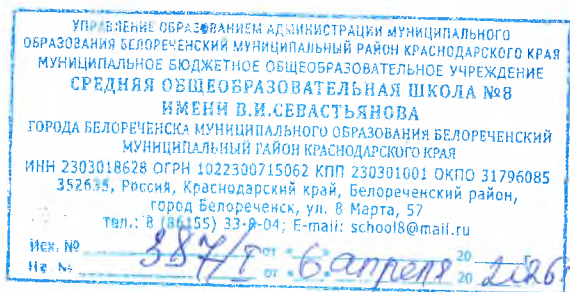 УПРАВЛЕНИЕ ОБРАЗОВАНИЕМ АДМИНИСТРАЦИИ МУНИЦИПАЛЬНОГО
ОБРАЗОВАНИЯ БЕЛОРЕЧЕНСКИЙ МУНИЦИПАЛЬНЫЙ РАЙОН КРАСНОДАРСКОГО КРАЯ
МУНИЦИПАЛЬНОЕ БЮДЖЕТНОЕ ОБЩЕОБРАЗОВАТЕЛЬНОЕ УЧРЕЖДЕНИЕ
СРЕДНЯЯ ОБЩЕОБРАЗОВАТЕЛЬНАЯ ШКОЛА №8
ИМЕНИ В.И.СЕВАСТЬЯНОВА
ГОРОДА БЕЛОРЕЧЕНСКА МУНИЦИПАЛЬНОГО ОБРАЗОВАНИЯ БЕЛОРЕЧЕНСКИЙ
МУНИЦИПАЛЬНЫЙ РАЙОН КРАСНОДАРСКОГО КРАЯ
ИНН 2303018628 ОГРН 1022300715062 КПП 230301001 ОКПО 31796085
Россия, Краснодарский край, Белореченский район,
город Белореченск, ул. 8 Марта, 57
тел.: 8 (86155) E-mail: school8@mail.ru
Исх. № 387/1 от 6 апреля 20 2026 г.
На № от 20